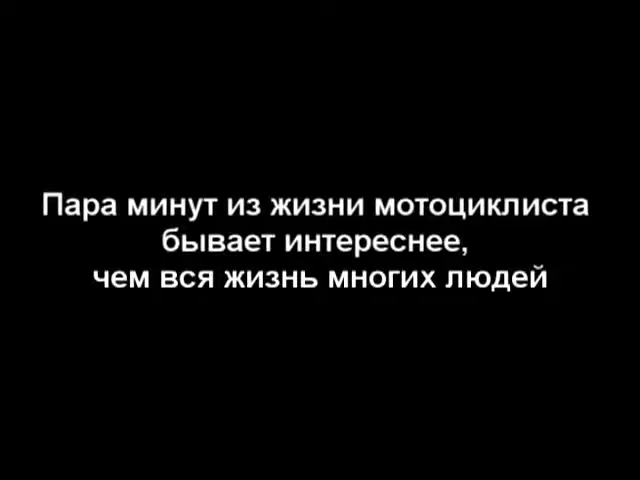 Пара минут из жизни мотоциклиста
бывает интереснее,
чем вся жизнь многих людей